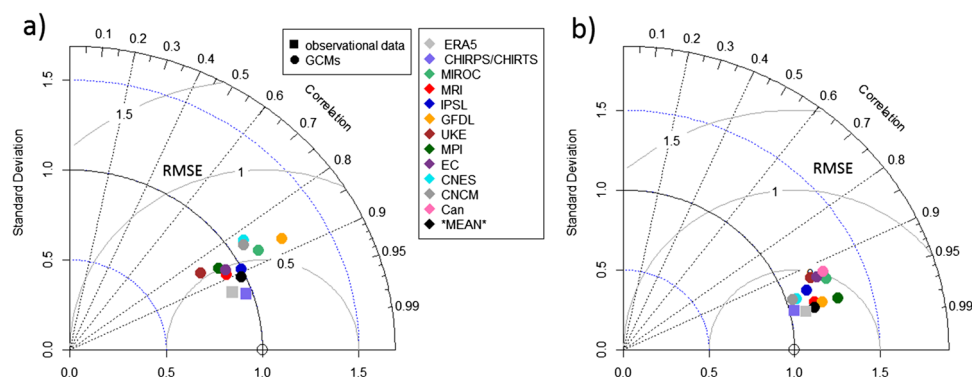 a)
Standard Deviation
1.5
1.0
0.5
0.0
0.0
0.5
1.0
1.5
0.1
0.2
0.3
0.4
0.5
0.6
0.7
0.8
0.9
0.95
0.99
Correlation
RMSE
1.5
1
0.5
observational data
GCMs
ERA5
CHIRPS/CHIRTS
MIROC
MRI
IPSL
GFDL
UKE
MPI
EC
CNES
CNCM
Can
*MEAN*
b)
Standard Deviation
1.5
1.0
0.5
0.0
0.0
0.5
1.0
1.5
0.1
0.2
0.3
0.4
0.5
0.6
0.7
0.8
0.9
0.95
0.99
Correlation
RMSE
1.5
1